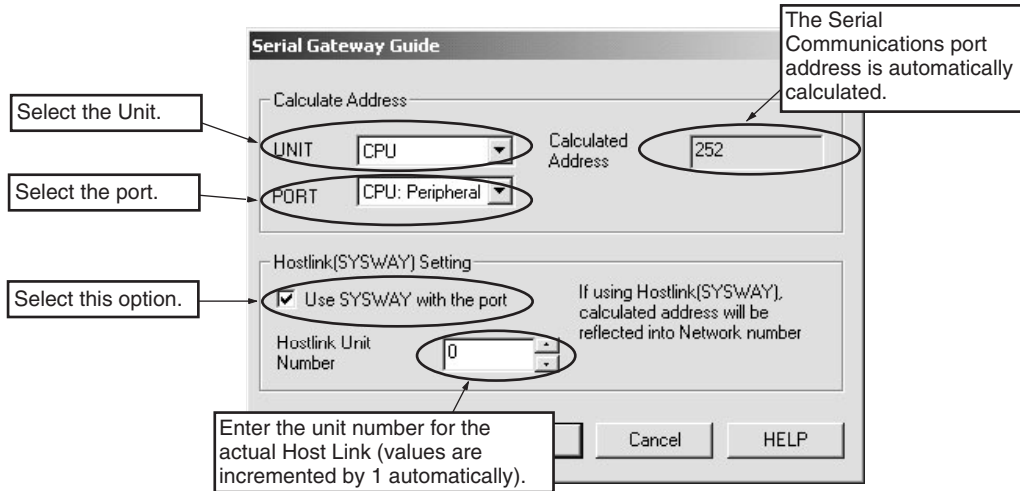 The Serial
Communications port
address is automatically
calculated.
Serial Gateway Guide
Calculate Address
Select the Unit.
UNIT
CPU
Calculated
Address
252
Select the port.
PORT
CPU: Peripheral
Hostlink(SYSWAY) Setting
Select this option.
Use SYSWAY with the port
If using Hostlink(SYSWAY),
calculated address will be
reflected into Network number
Hostlink Unit
Number
0
Enter the unit number for the
actual Host Link (values are
incremented by 1 automatically).
Cancel
HELP